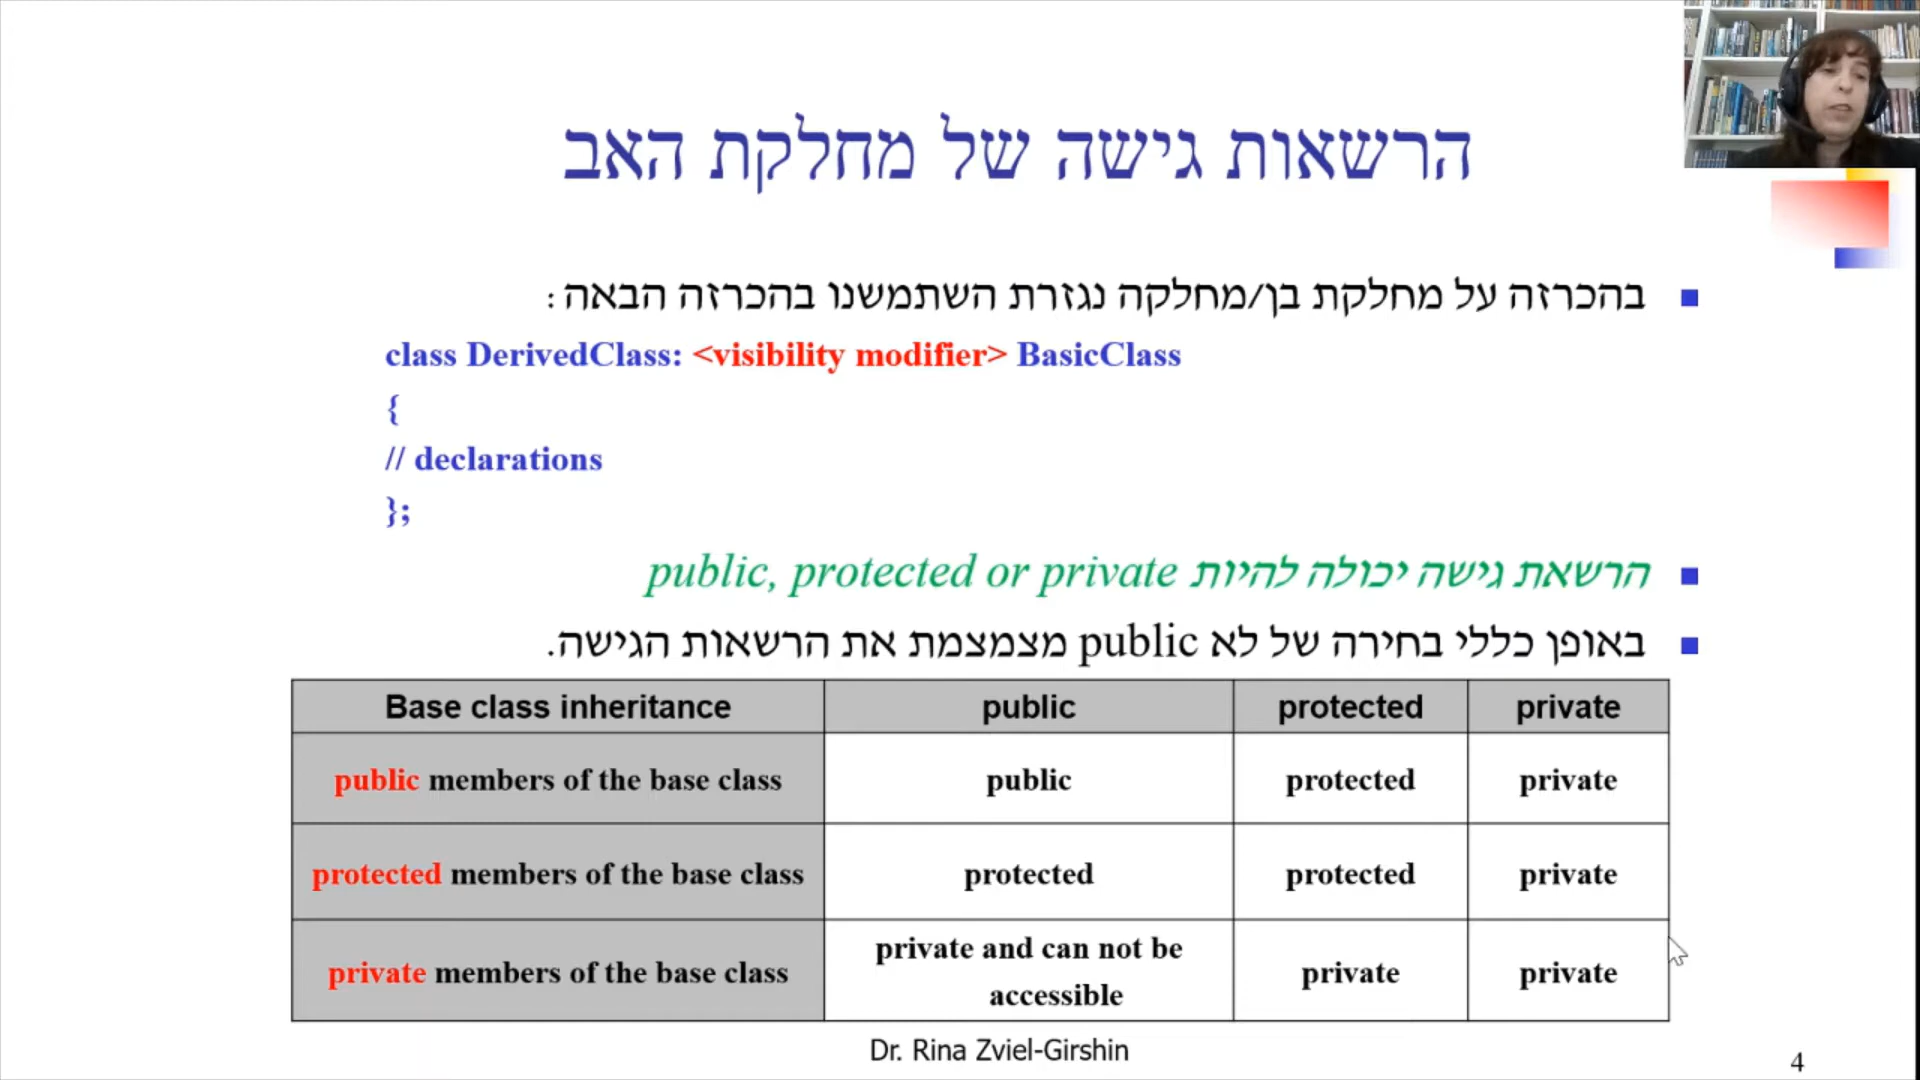 הרשאות גישה של מחלקת האב
בהכרזה על מחלקת בן/מחלקה נגזרת השתמשנו בהכרזה הבאה:
class DerivedClass: <visibility modifier> BasicClass
{
// declarations
};
הרשאת גישה יכולה להיות public, protected or private
באופן כללי בחירה של לא public מצמצמת את הרשאות הגישה.
Base class inheritance public protected private
public members of the base class public protected private
protected members of the base class protected protected private
private members of the base class private and can not be accessible private private
Dr. Rina Zviel-Girshin
4